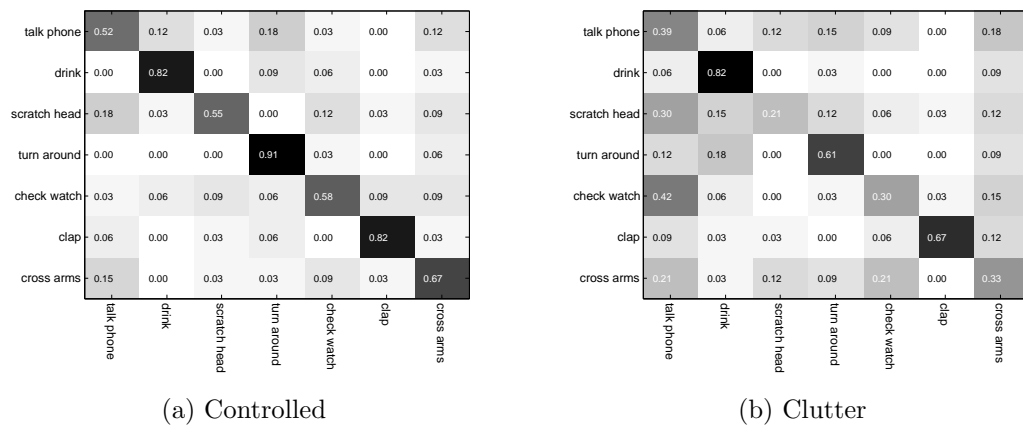 talk phone 0.52 0.12 0.03 0.18 0.03 0.00 0.12
drink 0.00 0.82 0.00 0.09 0.06 0.00 0.03
scratch head 0.18 0.03 0.55 0.00 0.12 0.03 0.09
turn around 0.00 0.00 0.00 0.91 0.03 0.00 0.06
check watch 0.03 0.06 0.09 0.06 0.58 0.09 0.09
clap 0.06 0.00 0.03 0.06 0.00 0.82 0.03
cross arms 0.15 0.00 0.03 0.03 0.09 0.03 0.67
talk phone
drink
scratch head
turn around
check watch
clap
cross arms
(a) Controlled
talk phone 0.39 0.06 0.12 0.15 0.09 0.00 0.18
drink 0.06 0.82 0.00 0.03 0.00 0.00 0.09
scratch head 0.30 0.15 0.21 0.12 0.06 0.03 0.12
turn around 0.12 0.18 0.00 0.61 0.00 0.00 0.09
check watch 0.42 0.06 0.00 0.03 0.30 0.03 0.15
clap 0.09 0.03 0.03 0.00 0.06 0.67 0.12
cross arms 0.21 0.03 0.12 0.09 0.21 0.00 0.33
talk phone
drink
scratch head
turn around
check watch
clap
cross arms
(b) Clutter